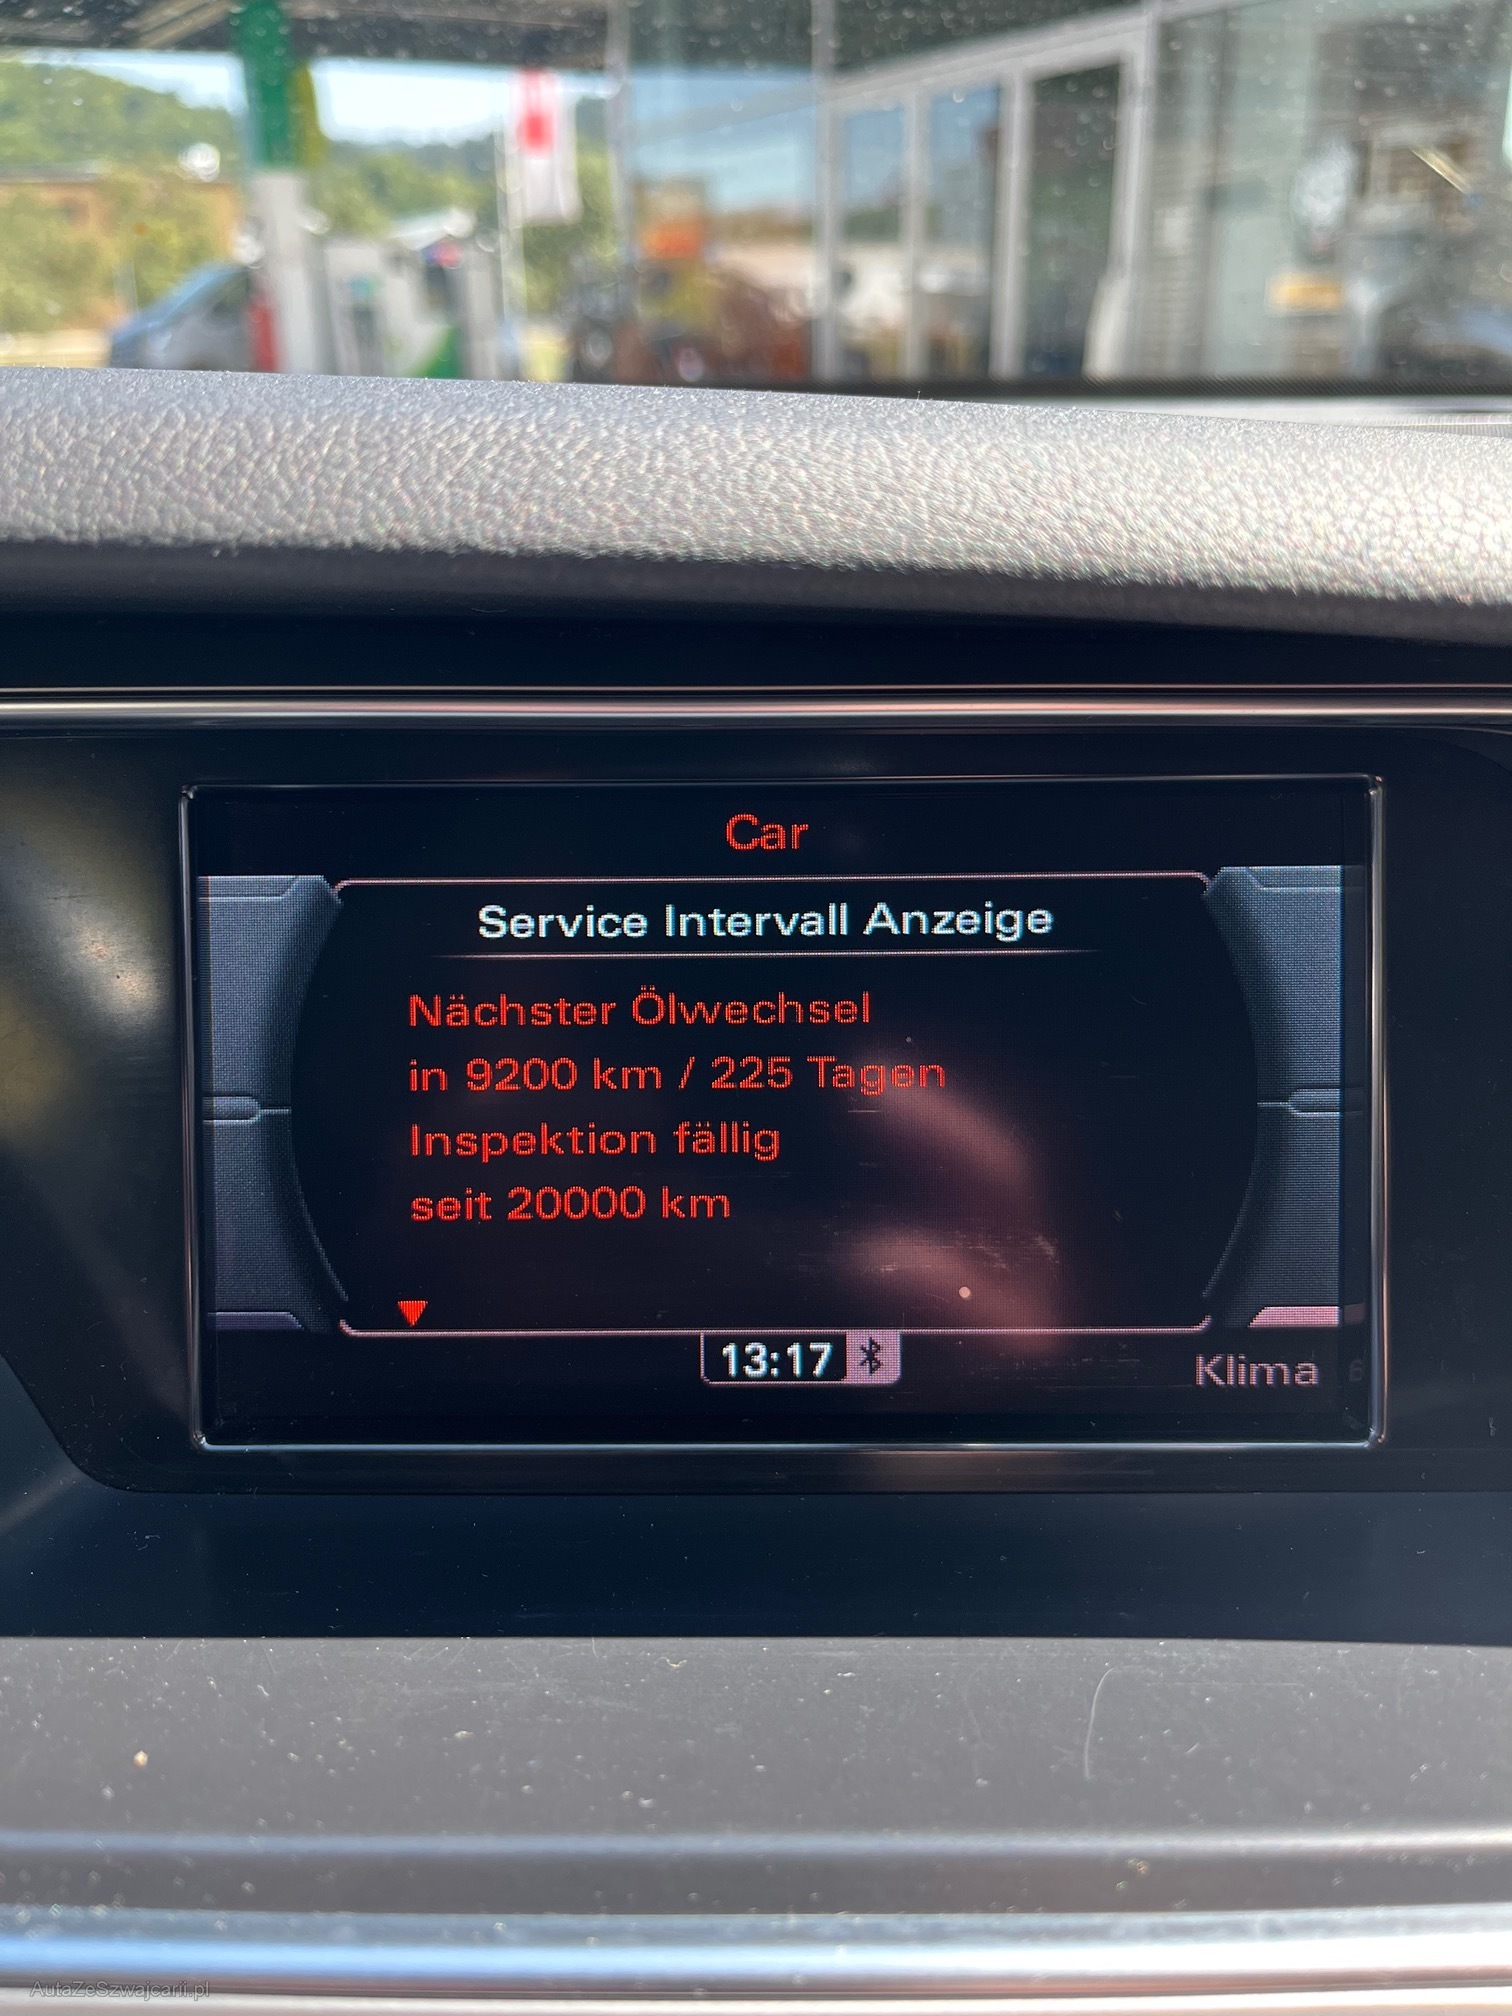 Car
Service Intervall Anzeige
Nächster Ölwechsel
in 9200 km / 225 Tagen
Inspektion fällig
seit 20000 km
13:17
Klima
AutaZeSzwajcarii.pl